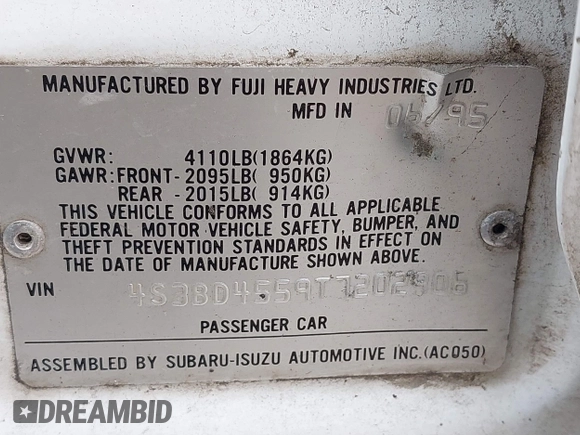 MANUFACTURED BY FUJI HEAVY INDUSTRIES LTD.
MFD IN 06/95
GVWR: 4110LB(1864KG)
GAWR:FRONT-2095LB( 950KG)
REAR -2015LB( 914KG)
THIS VEHICLE CONFORMS TO ALL APPLICABLE
FEDERAL MOTOR VEHICLE SAFETY, BUMPER, AND
THEFT PREVENTION STANDARDS IN EFFECT ON
THE DATE OF MANUFACTURE SHOWN ABOVE.
VIN
PASSENGER CAR
ASSEMBLED BY SUBARU-ISUZU AUTOMOTIVE INC.(AC050)
DREAMBID